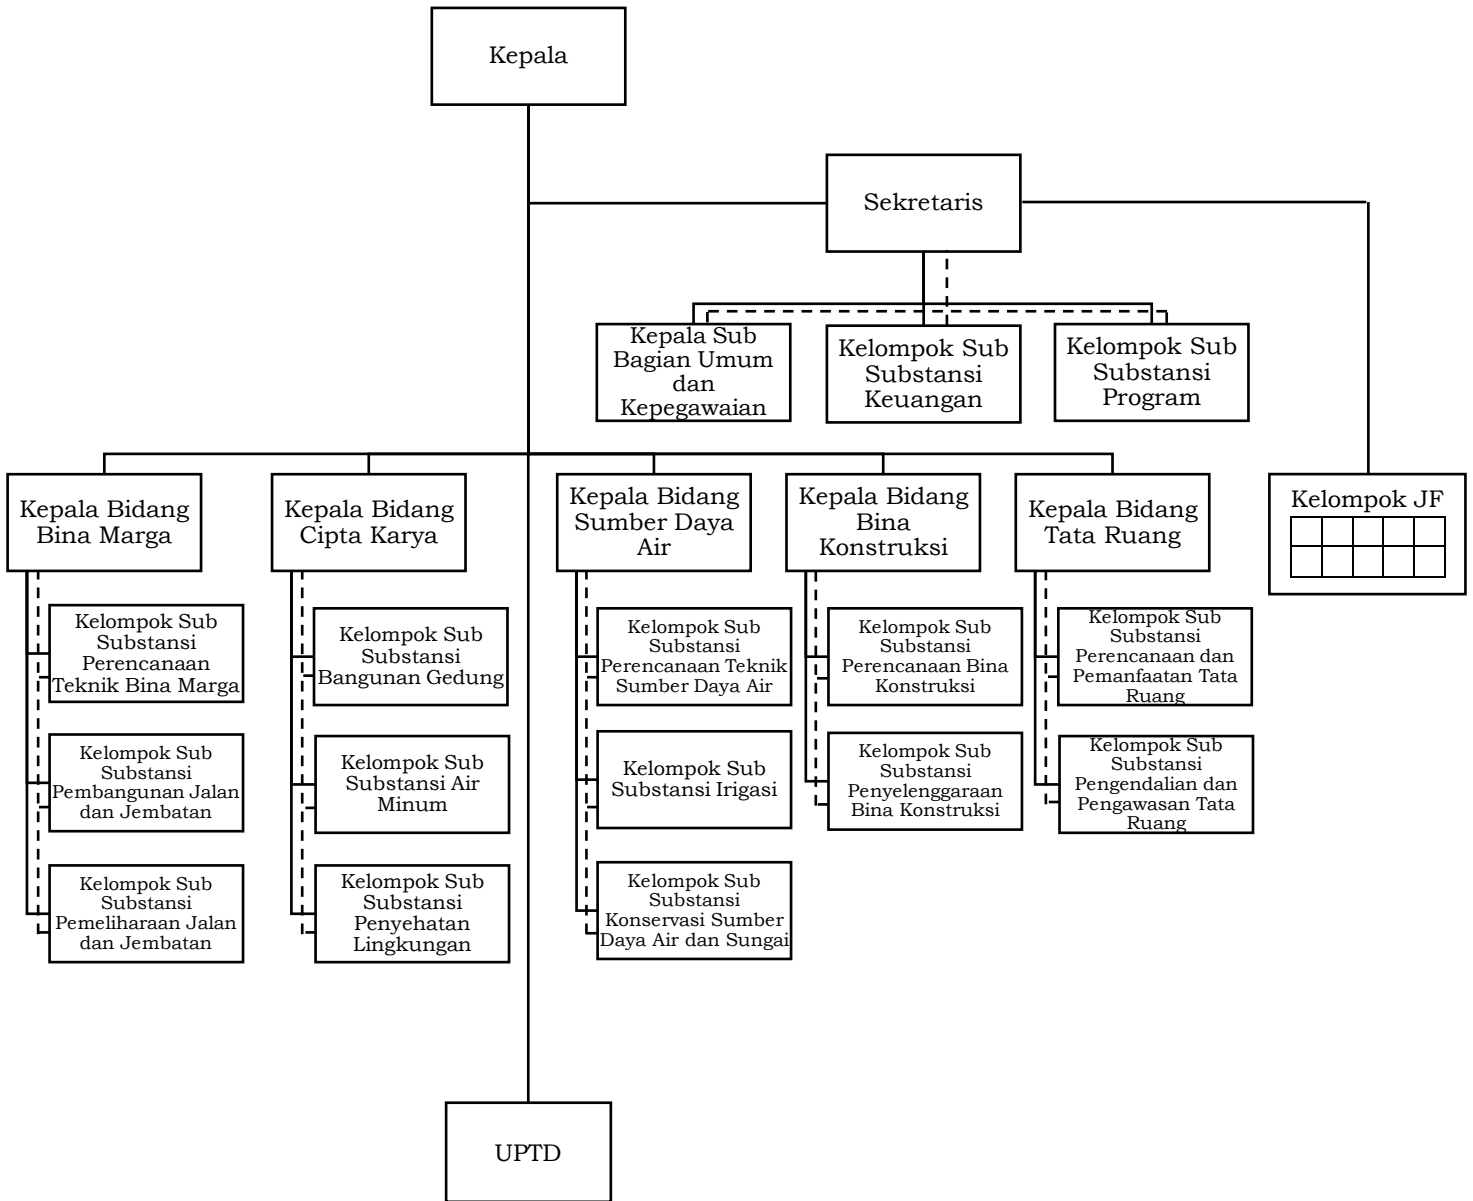 Kepala
Sekretaris
Kepala Sub
Bagian Umum
dan
Kepegawaian
Kelompok Sub
Substansi
Keuangan
Kelompok Sub
Substansi
Program
Kepala Bidang
Bina Marga
Kepala Bidang
Cipta Karya
Kepala Bidang
Sumber Daya
Air
Kepala Bidang
Bina
Konstruksi
Kepala Bidang
Tata Ruang
Kelompok JF
Kelompok Sub
Substansi
Perencanaan
Teknik Bina Marga
Kelompok Sub
Substansi
Bangunan Gedung
Kelompok Sub
Substansi
Perencanaan Teknik
Sumber Daya Air
Kelompok Sub
Substansi
Perencanaan Bina
Konstruksi
Kelompok Sub
Substansi
Perencanaan dan
Pemanfaatan Tata
Ruang
Kelompok Sub
Substansi
Pembangunan Jalan
dan Jembatan
Kelompok Sub
Substansi Air
Minum
Kelompok Sub
Substansi Irigasi
Kelompok Sub
Substansi
Penyelenggaraan
Bina Konstruksi
Kelompok Sub
Substansi
Pengendalian dan
Pengawasan Tata
Ruang
Kelompok Sub
Substansi
Pemeliharaan Jalan
dan Jembatan
Kelompok Sub
Substansi
Penyehatan
Lingkungan
Kelompok Sub
Substansi
Konservasi Sumber
Daya Air dan Sungai
UPTD